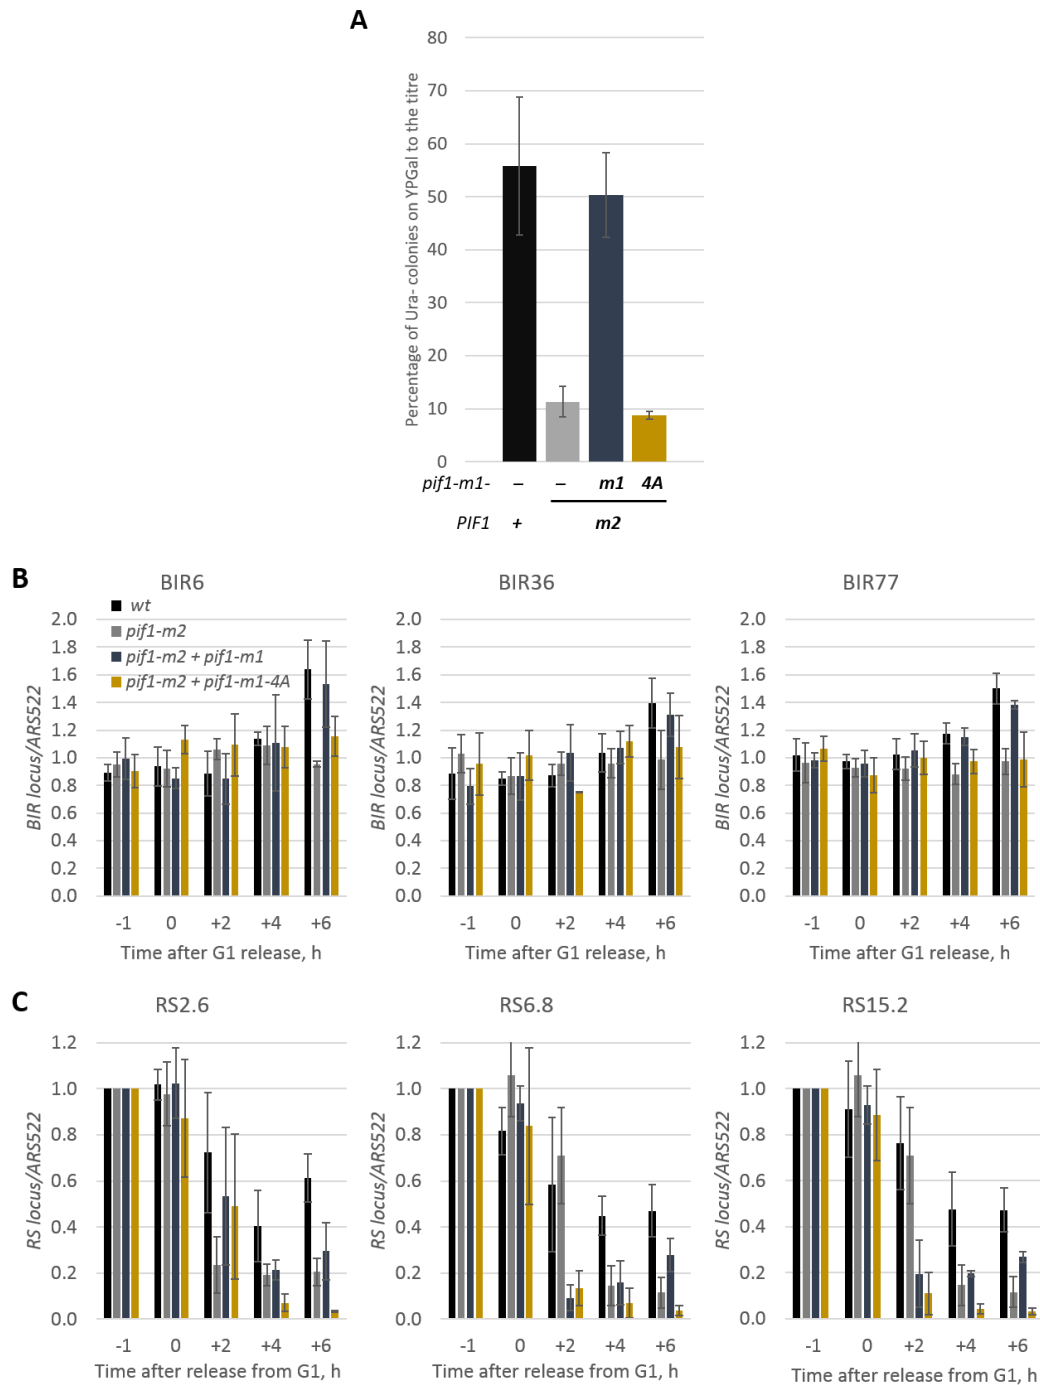 A
Percentage of Ura- colonies on YPGal to the titre
80
70
60
50
40
30
20
10
0
pif1-m1- – – m1 4A
PIF1 + m2
B
BIR6
BIR36
BIR77
wt
pif1-m2
pif1-m2 + pif1-m1
pif1-m2 + pif1-m1-4A
BIR locus/ARS522
2.0
1.8
1.6
1.4
1.2
1.0
0.8
0.6
0.4
0.2
0.0
-1 0 +2 +4 +6
Time after G1 release, h
BIR locus/ARS522
2.0
1.8
1.6
1.4
1.2
1.0
0.8
0.6
0.4
0.2
0.0
-1 0 +2 +4 +6
Time after G1 release, h
BIR locus/ARS522
2.0
1.8
1.6
1.4
1.2
1.0
0.8
0.6
0.4
0.2
0.0
-1 0 +2 +4 +6
Time after G1 release, h
C
RS2.6
RS6.8
RS15.2
RS locus/ARS522
1.2
1.0
0.8
0.6
0.4
0.2
0.0
-1 0 +2 +4 +6
Time after release from G1, h
RS locus/ARS522
1.2
1.0
0.8
0.6
0.4
0.2
0.0
-1 0 +2 +4 +6
Time after release from G1, h
RS locus/ARS522
1.2
1.0
0.8
0.6
0.4
0.2
0.0
-1 0 +2 +4 +6
Time after release from G1, h